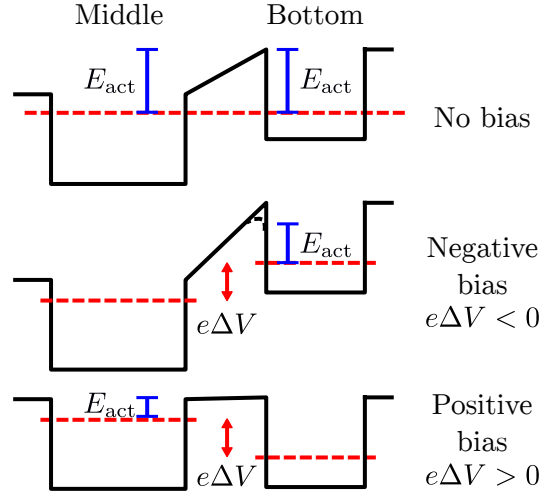 Middle
Bottom
E_act
E_act
No bias
E_act
Negative
bias
eΔV < 0
eΔV
E_act
Positive
bias
eΔV > 0
eΔV